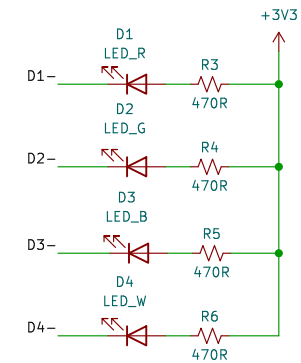 +3V3
D1
LED_R
R3
D1-
470R
D2
LED_G
R4
D2-
470R
D3
LED_B
R5
D3-
470R
D4
LED_W
R6
D4-
470R